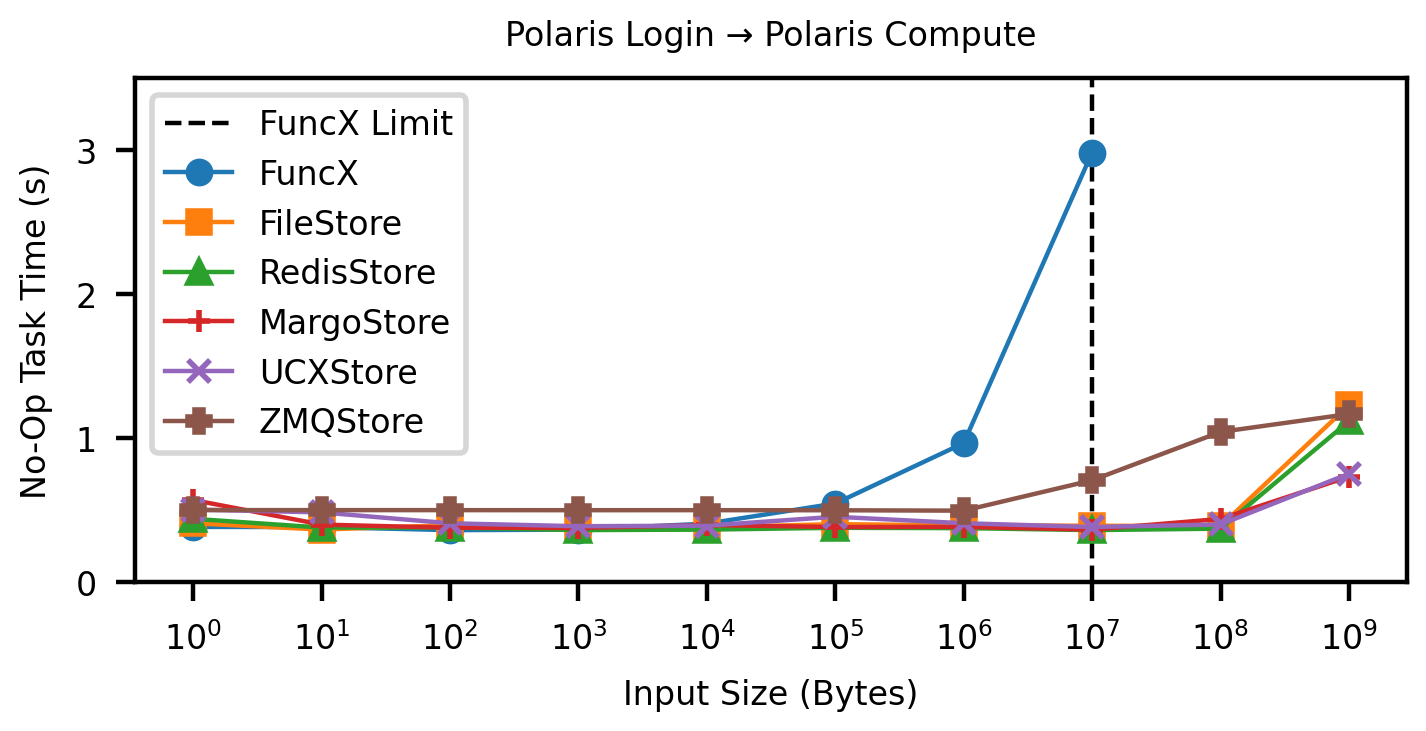 Polaris Login → Polaris Compute
No-Op Task Time (s)
3
2
1
0
FuncX Limit
FuncX
FileStore
RedisStore
MargoStore
UCXStore
ZMQStore
10⁰ 10¹ 10² 10³ 10⁴ 10⁵ 10⁶ 10⁷ 10⁸ 10⁹
Input Size (Bytes)